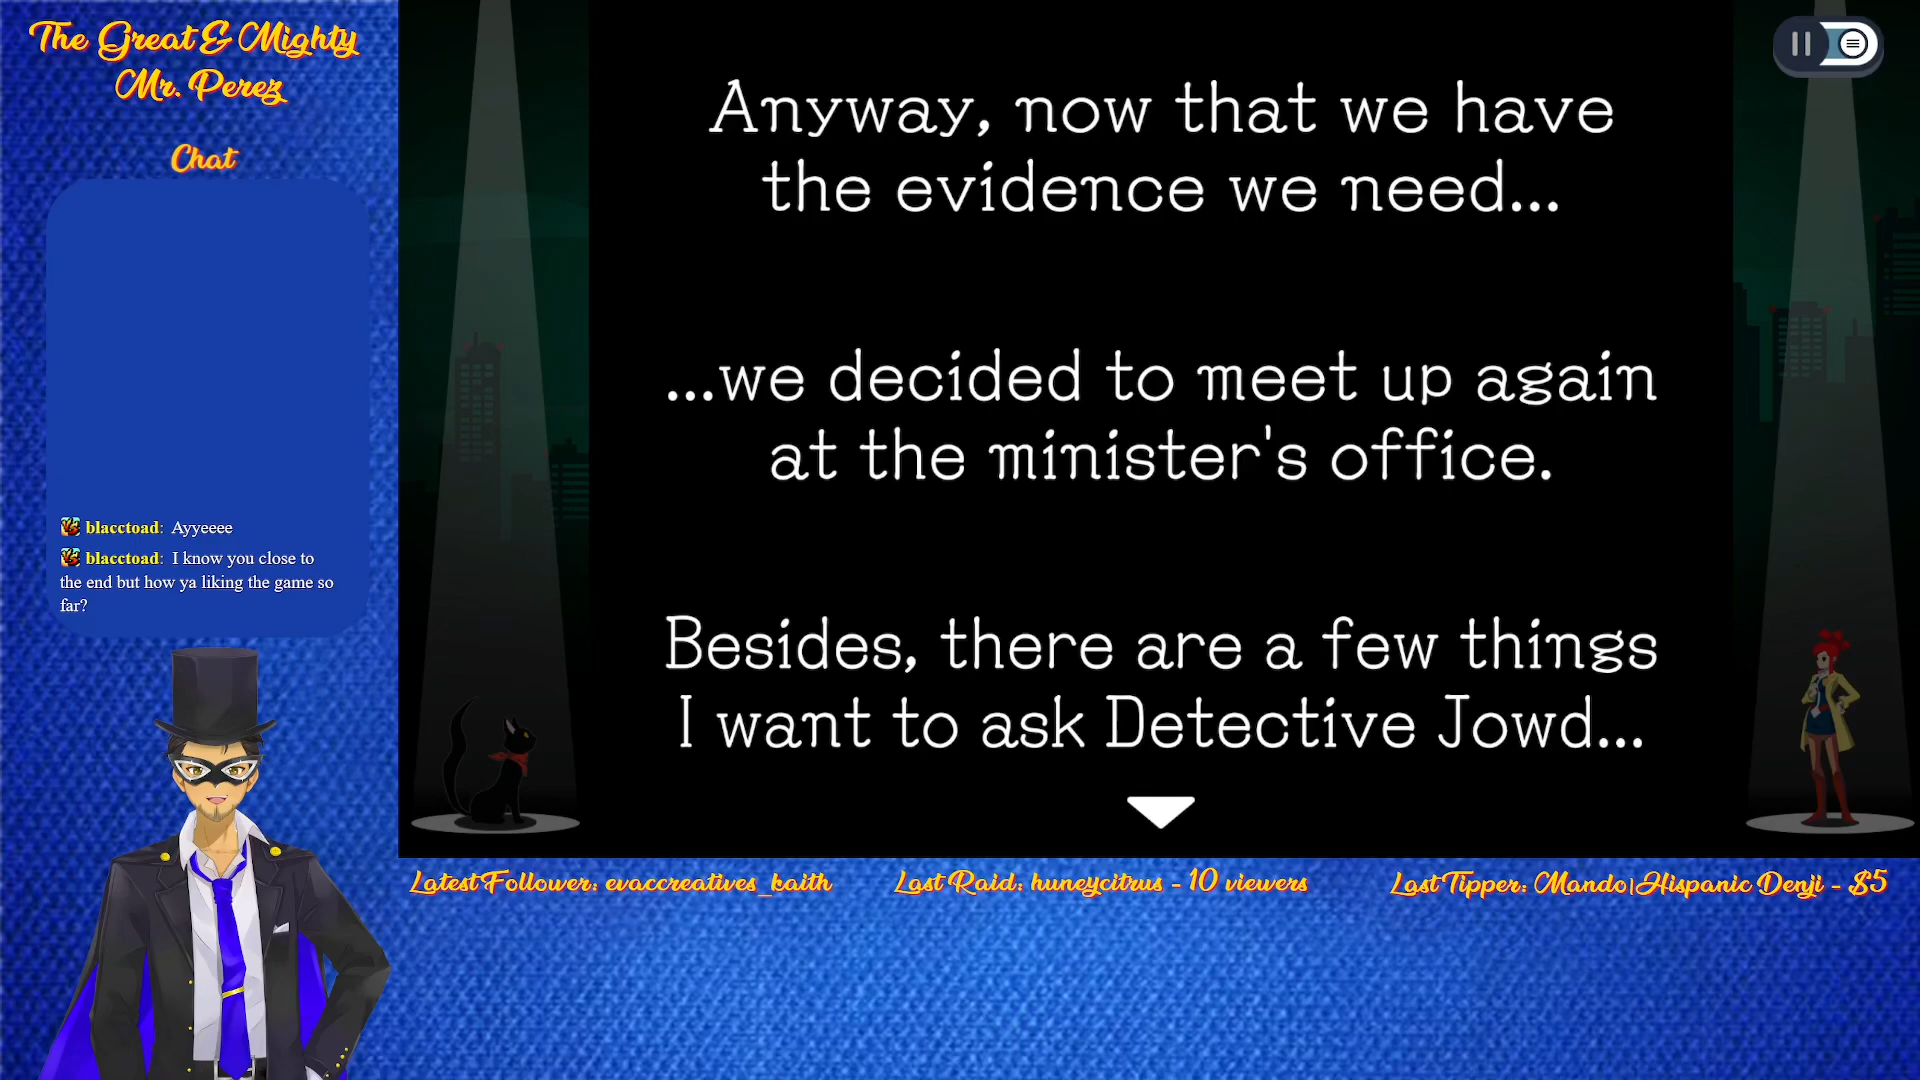 The Great & Mighty
Mr. Perez
Chat
blacctoad: Ayyeeee
blacctoad: I know you close to
the end but how ya liking the game so
far?
Anyway, now that we have
the evidence we need...
...we decided to meet up again
at the minister's office.
Besides, there are a few things
I want to ask Detective Jowd...
Latest Follower: evaccreatives_kaith
Last Raid: huneycitrus - 10 viewers
Last Tipper: Mando|Hispanic Denji - $5